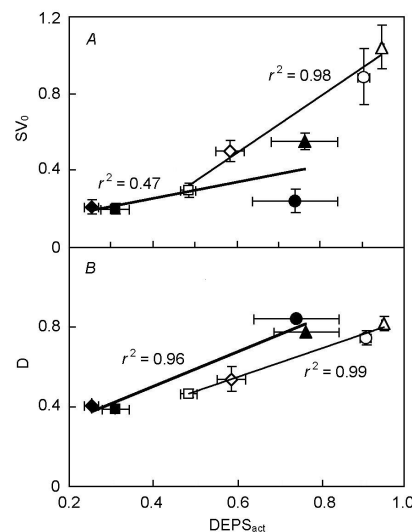 A
1.2
r² = 0.98
0.8
SV₀
r² = 0.47
0.4
0
B
0.8
r² = 0.96
D
r² = 0.99
0.4
0
0.2 0.4 0.6 0.8 1.0
DEPSact